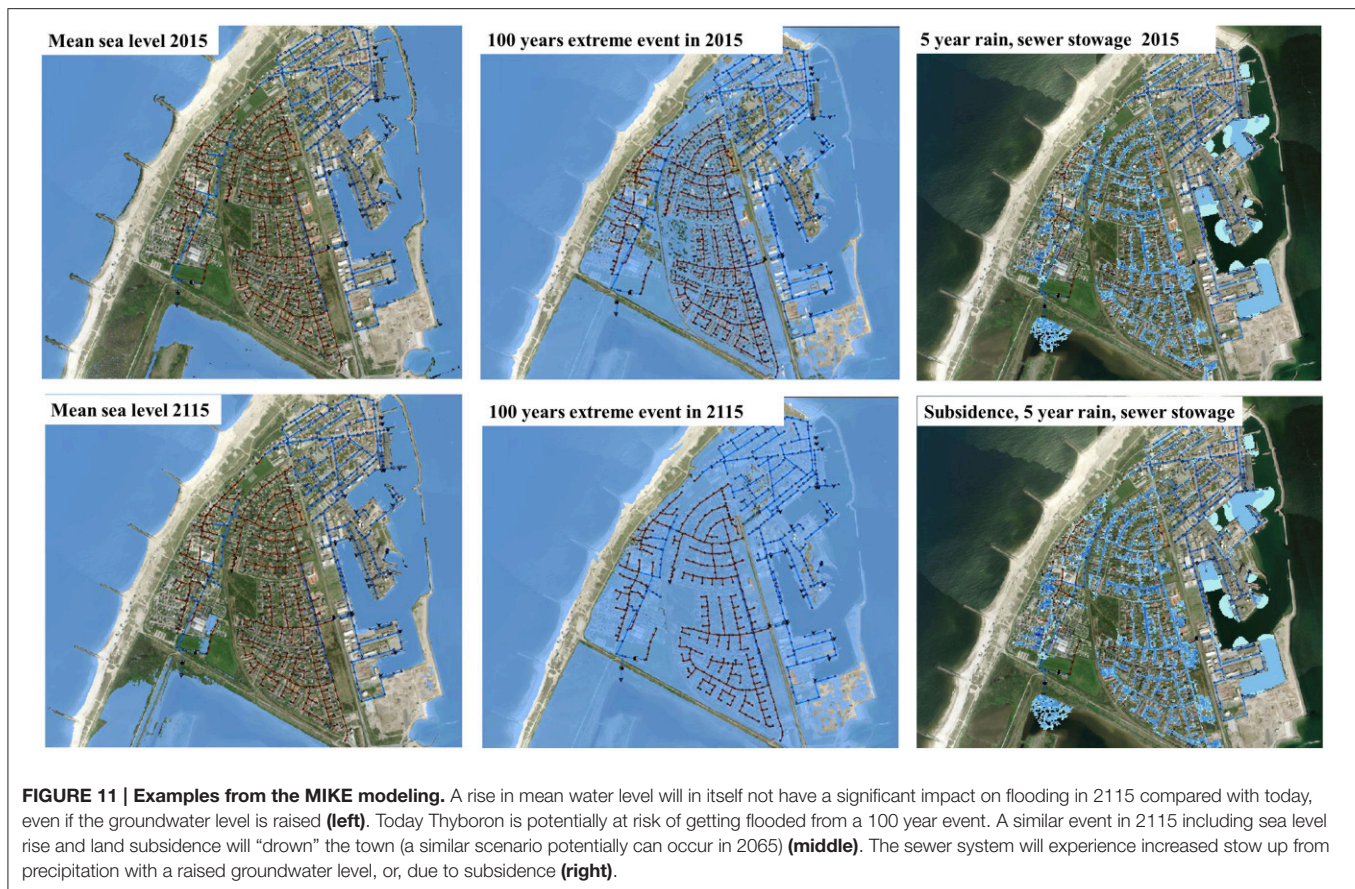 Mean sea level 2015
100 years extreme event in 2015
5 year rain, sewer stowage 2015
Mean sea level 2115
100 years extreme event in 2115
Subsidence, 5 year rain, sewer stowage
FIGURE 11 | Examples from the MIKE modeling. A rise in mean water level will in itself not have a significant impact on flooding in 2115 compared with today,
even if the groundwater level is raised (left). Today Thyboron is potentially at risk of getting flooded from a 100 year event. A similar event in 2115 including sea level
rise and land subsidence will “drown” the town (a similar scenario potentially can occur in 2065) (middle). The sewer system will experience increased stow up from
precipitation with a raised groundwater level, or, due to subsidence (right).